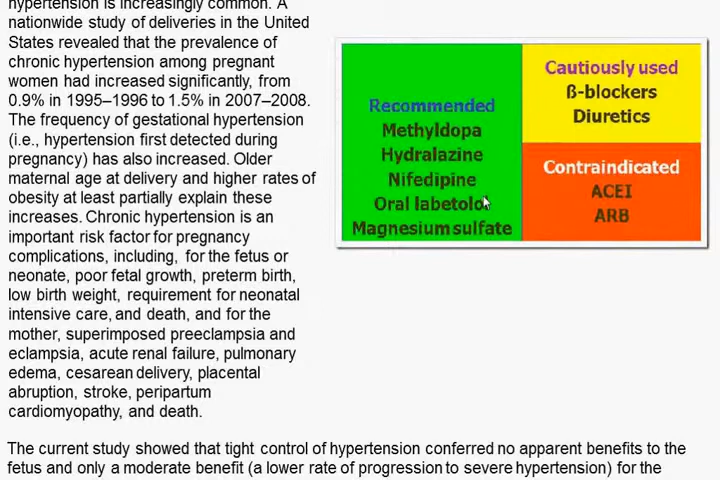 hypertension is increasingly common. A
nationwide study of deliveries in the United
States revealed that the prevalence of
chronic hypertension among pregnant
women had increased significantly, from
0.9% in 1995–1996 to 1.5% in 2007–2008.
The frequency of gestational hypertension
(i.e., hypertension first detected during
pregnancy) has also increased. Older
maternal age at delivery and higher rates of
obesity at least partially explain these
increases. Chronic hypertension is an
important risk factor for pregnancy
complications, including, for the fetus or
neonate, poor fetal growth, preterm birth,
low birth weight, requirement for neonatal
intensive care, and death, and for the
mother, superimposed preeclampsia and
eclampsia, acute renal failure, pulmonary
edema, cesarean delivery, placental
abruption, stroke, peripartum
cardiomyopathy, and death.
Recommended
Methyldopa
Hydralazine
Nifedipine
Oral labetolol
Magnesium sulfate
Cautiously used
ß-blockers
Diuretics
Contraindicated
ACEI
ARB
The current study showed that tight control of hypertension conferred no apparent benefits to the
fetus and only a moderate benefit (a lower rate of progression to severe hypertension) for the